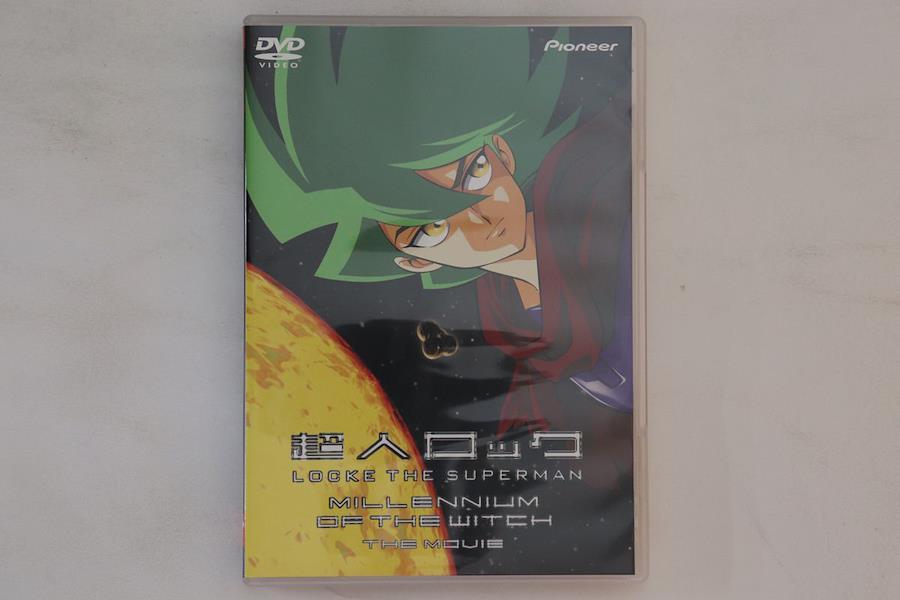 DVD
VIDEO
Pioneer
超人ロック
LOCKE THE SUPERMAN
MILLENNIUM
OF THE WITCH
THE MOVIE